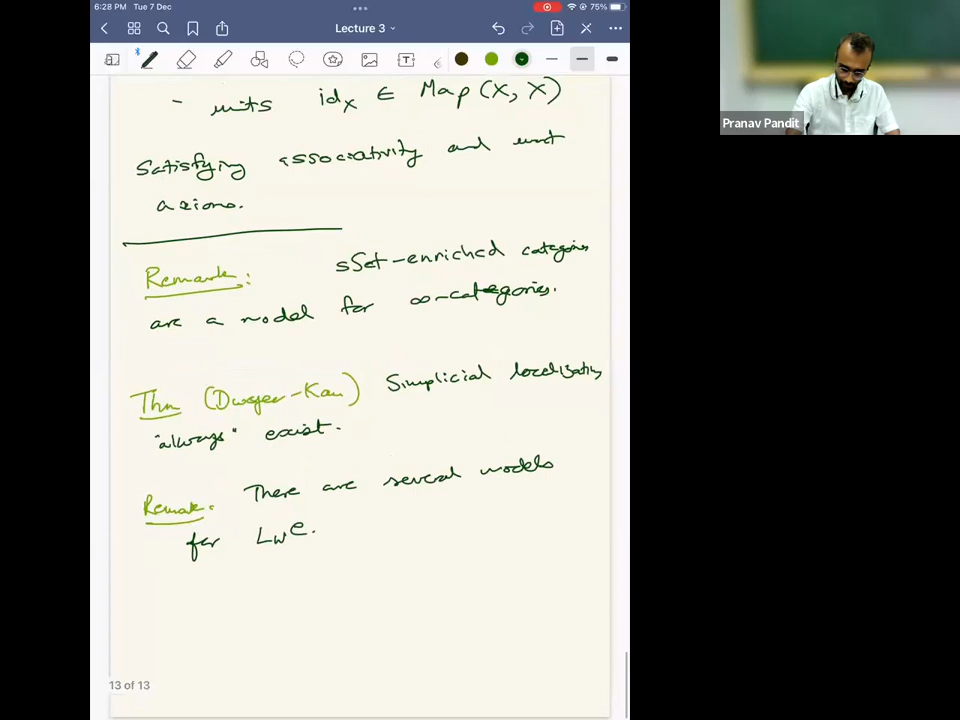 6:28 PM Tue 7 Dec
75%
Lecture 3
Pranav Pandit
- units id_X ∈ Map (X, X)
Satisfying associativity and unit
axioms.
Remark: sSet-enriched categories
are a model for ∞-categories.
Thm (Dwyer-Kan) Simplicial localizations
"always" exist.
Remark. There are several models
for L_W C.
13 of 13